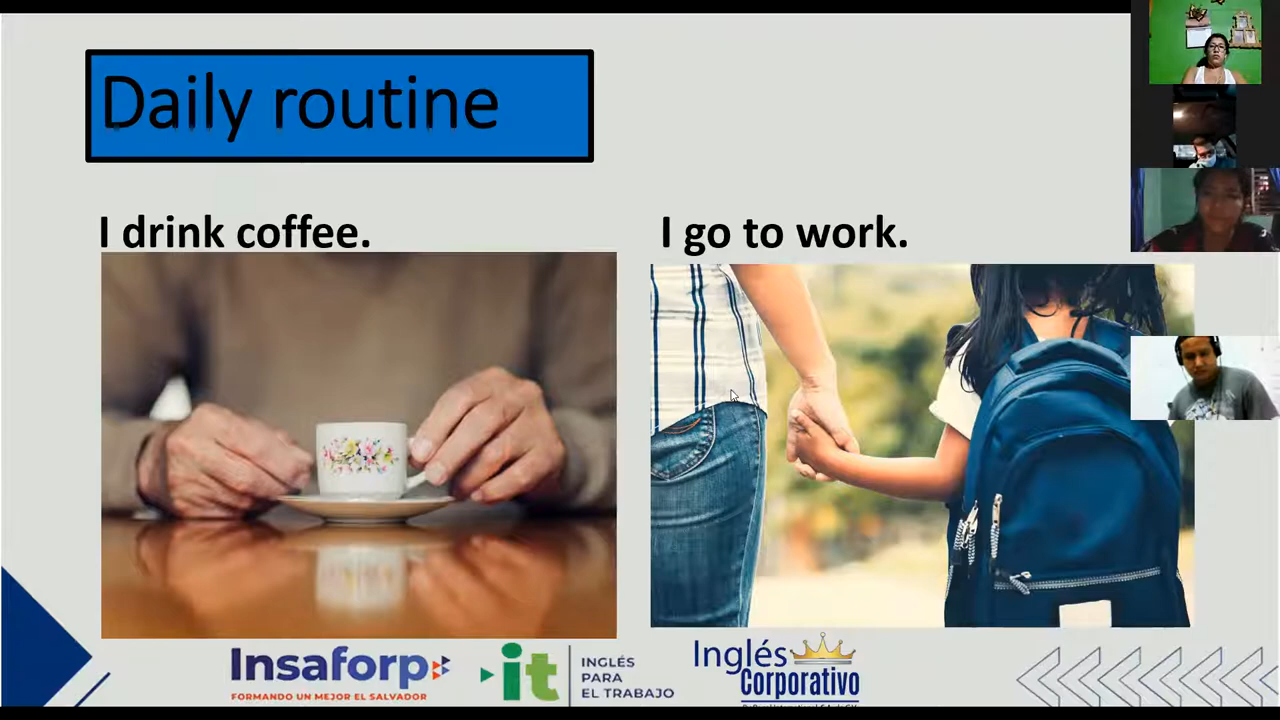 Daily routine
I drink coffee.
I go to work.
Insaforp
FORMANDO UN MEJOR EL SALVADOR
it
INGLÉS
PARA
EL TRABAJO
Inglés
Corporativo